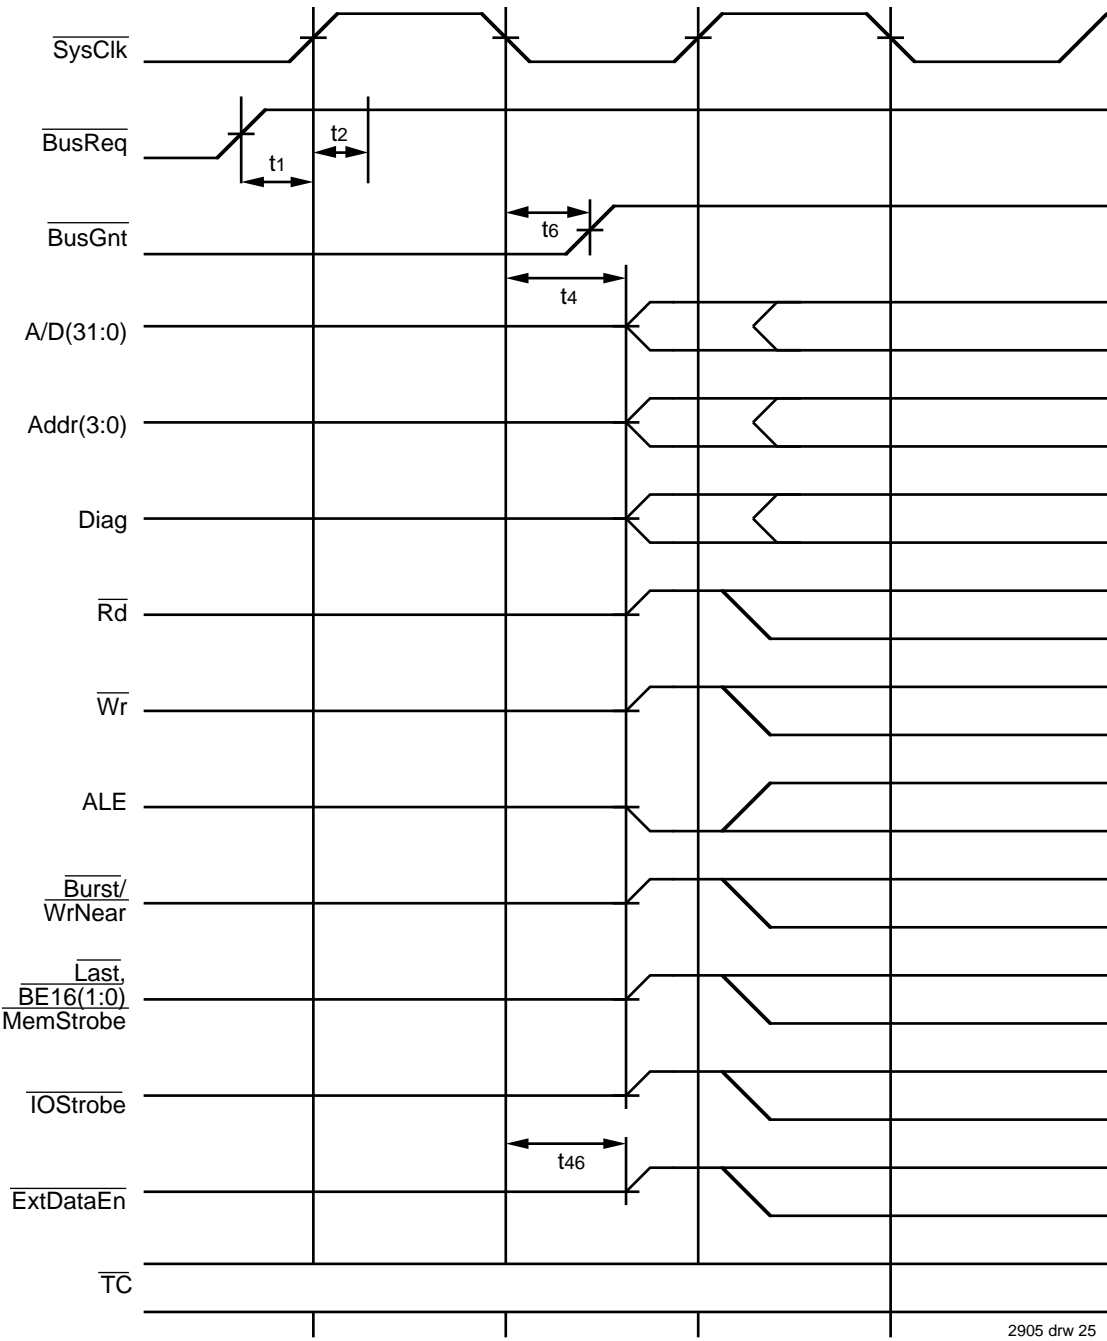 SysClk
BusReq
t1
t2
BusGnt
t6
t4
A/D(31:0)
Addr(3:0)
Diag
Rd
Wr
ALE
Burst/
WrNear
Last,
BE16(1:0)
MemStrobe
IOStrobe
t46
ExtDataEn
TC
2905 drw 25